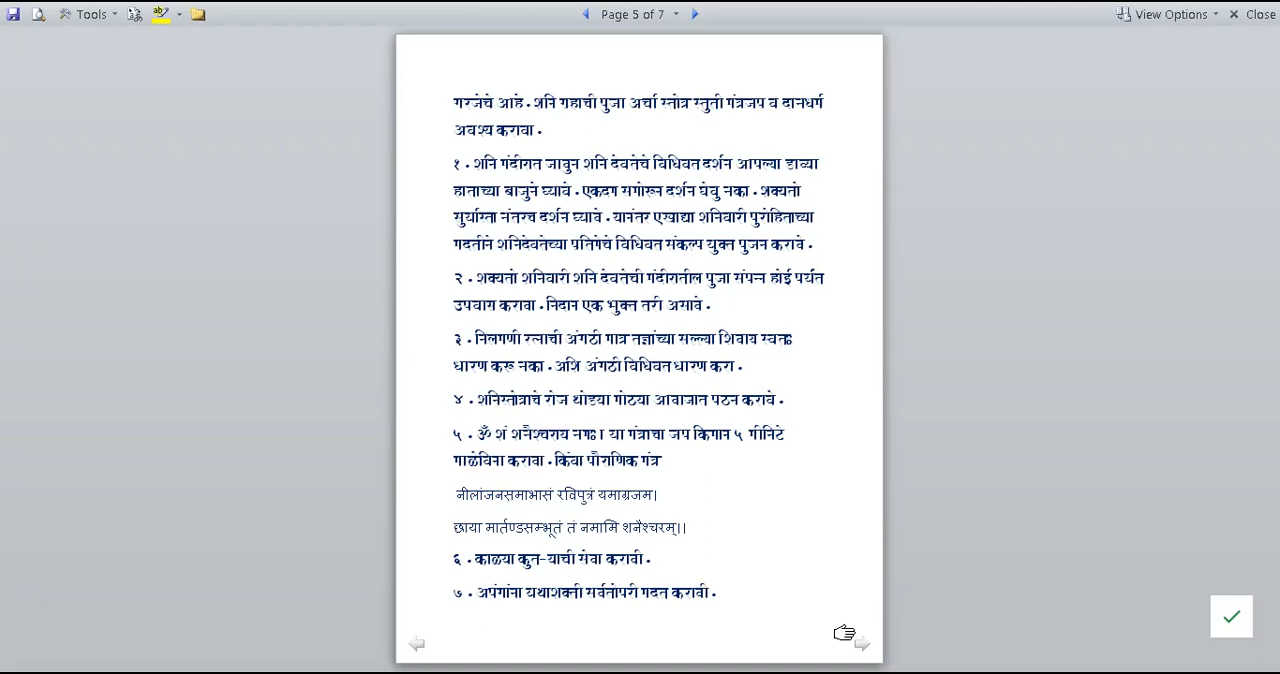 Tools
Page 5 of 7
View Options
Close
गरजेचे आहे. शनि ग्रहाची पुजा अर्चा स्तोत्र स्तुती मंत्रजप व दानधर्म
अवश्य करावा.
१. शनि मंदीरात जावुन शनि देवतेचे विधिवत दर्शन आपल्या डाव्या
हाताच्या बाजुने घ्यावे. एकदम समोरून दर्शन घेवु नका. शक्यतो
सुर्यास्ता नंतरच दर्शन घ्यावे. यानंतर एखाद्या शनिवारी पुरोहिताच्या
मदतीने शनिदेवतेच्या प्रतिमेचे विधिवत संकल्प युक्त पुजन करावे.
२. शक्यतो शनिवारी शनि देवतेची मंदीरातील पुजा संपन्न होई पर्यंत
उपवास करावा. निदान एक भुक्त तरी असावे.
३. निलमणी रत्नाची अंगठी मात्र तज्ञांच्या सल्ल्या शिवाय स्वतः
धारण करू नका. अशि अंगठी विधिवत धारण करा.
४. शनिस्तोत्राचे रोज थोड्या मोठया आवाजात पठन करावे.
५. ॐ शं शनैश्चराय नमः। या मंत्राचा जप किमान ५ मीनिटे
माळेविना करावा. किंवा पौराणिक मंत्र
नीलांजनसमाभासं रविपुत्रं यमाग्रजम।
छाया मार्तण्डसम्भूतं तं नमामि शनैश्चरम्।।
६. काळया कुत-याची सेवा करावी.
७. अपंगांना यथाशक्ती सर्वतोपरी मदत करावी.